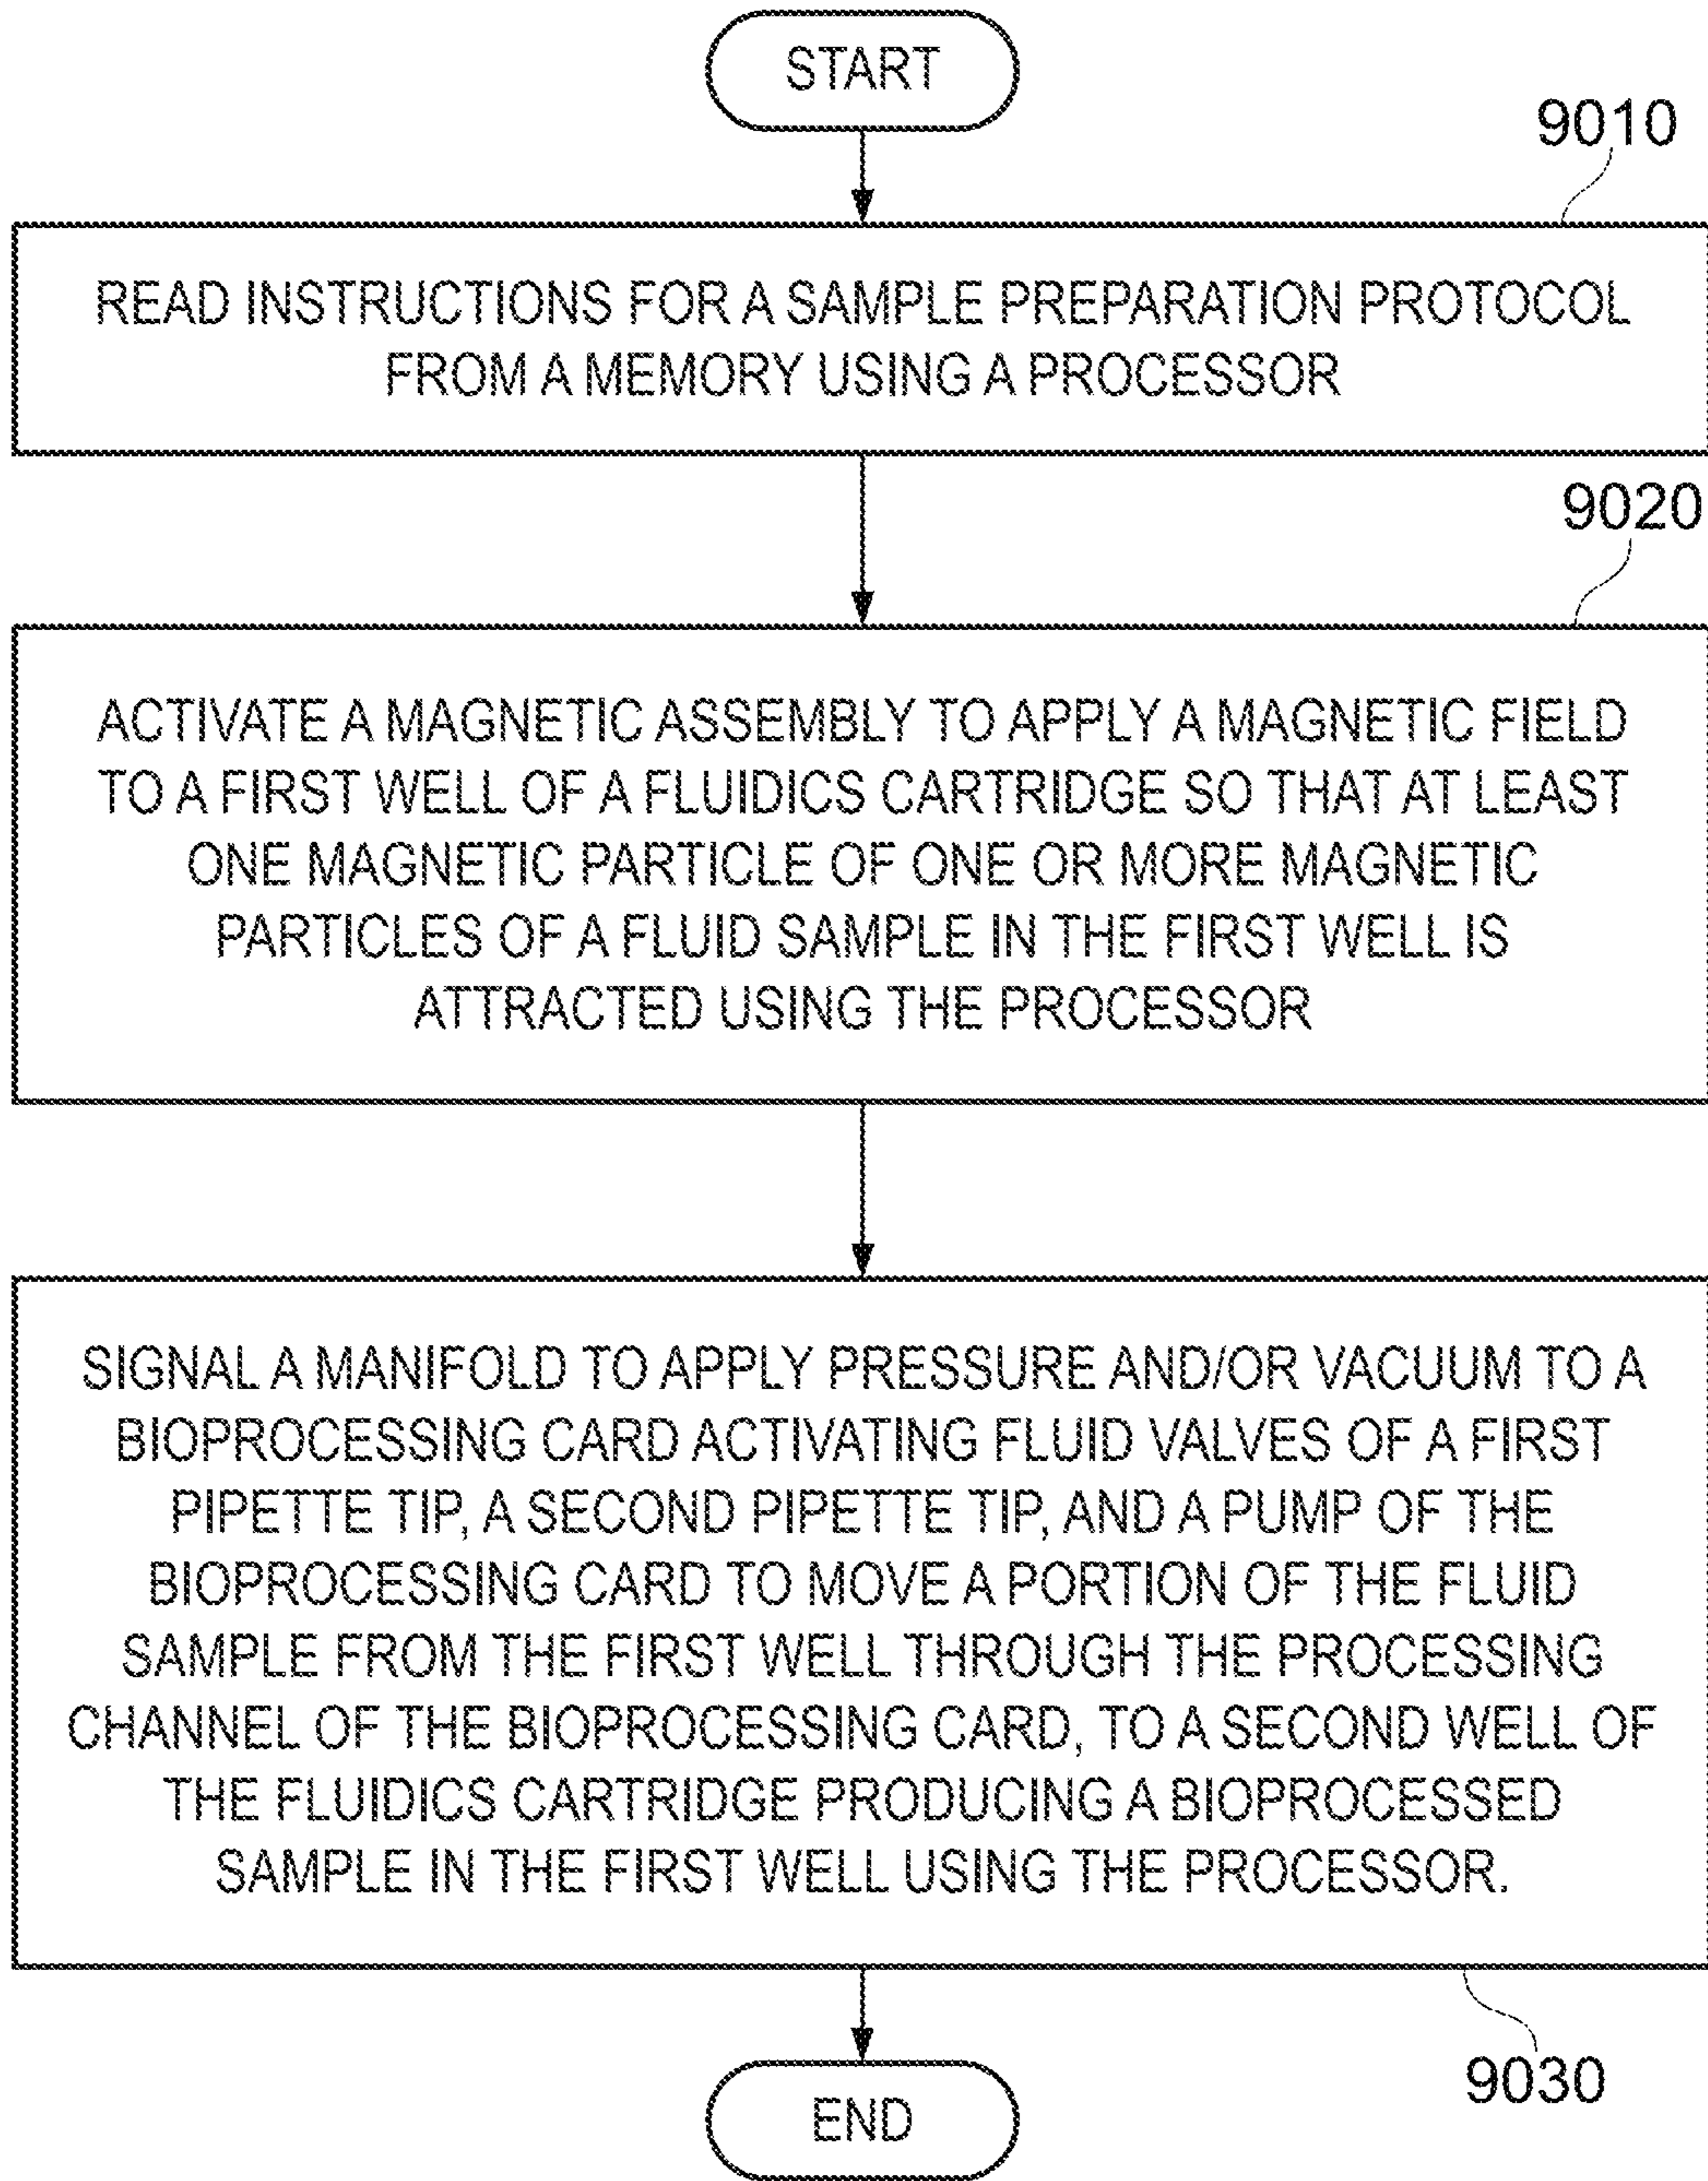 START
9010
READ INSTRUCTIONS FOR A SAMPLE PREPARATION PROTOCOL
FROM A MEMORY USING A PROCESSOR
9020
ACTIVATE A MAGNETIC ASSEMBLY TO APPLY A MAGNETIC FIELD
TO A FIRST WELL OF A FLUIDICS CARTRIDGE SO THAT AT LEAST
ONE MAGNETIC PARTICLE OF ONE OR MORE MAGNETIC
PARTICLES OF A FLUID SAMPLE IN THE FIRST WELL IS
ATTRACTED USING THE PROCESSOR
SIGNAL A MANIFOLD TO APPLY PRESSURE AND/OR VACUUM TO A
BIOPROCESSING CARD ACTIVATING FLUID VALVES OF A FIRST
PIPETTE TIP, A SECOND PIPETTE TIP, AND A PUMP OF THE
BIOPROCESSING CARD TO MOVE A PORTION OF THE FLUID
SAMPLE FROM THE FIRST WELL THROUGH THE PROCESSING
CHANNEL OF THE BIOPROCESSING CARD, TO A SECOND WELL OF
THE FLUIDICS CARTRIDGE PRODUCING A BIOPROCESSED
SAMPLE IN THE FIRST WELL USING THE PROCESSOR.
9030
END